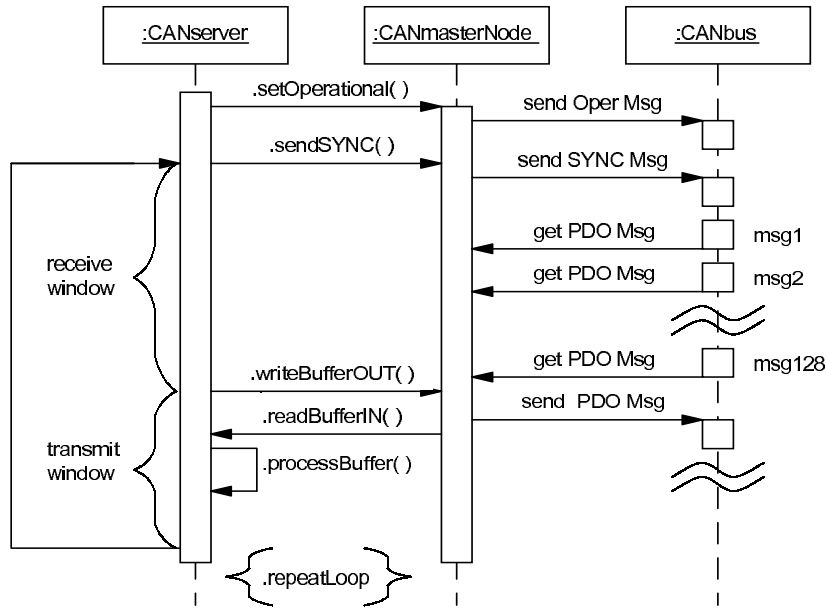 :CANserver
:CANmasterNode
:CANbus
.setOperational( )
send Oper Msg
.sendSYNC( )
send SYNC Msg
get PDO Msg
msg1
receive
window
get PDO Msg
msg2
get PDO Msg
msg128
.writeBufferOUT( )
send PDO Msg
.readBufferIN( )
transmit
window
.processBuffer( )
.repeatLoop